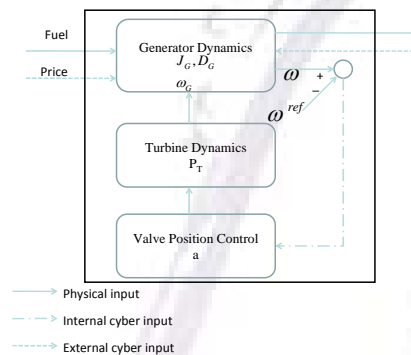 Fuel
Price
Generator Dynamics
J_G, D_G
ω_G
ω
+
−
ω^ref
Turbine Dynamics
P_T
Valve Position Control
a
Physical input
Internal cyber input
External cyber input